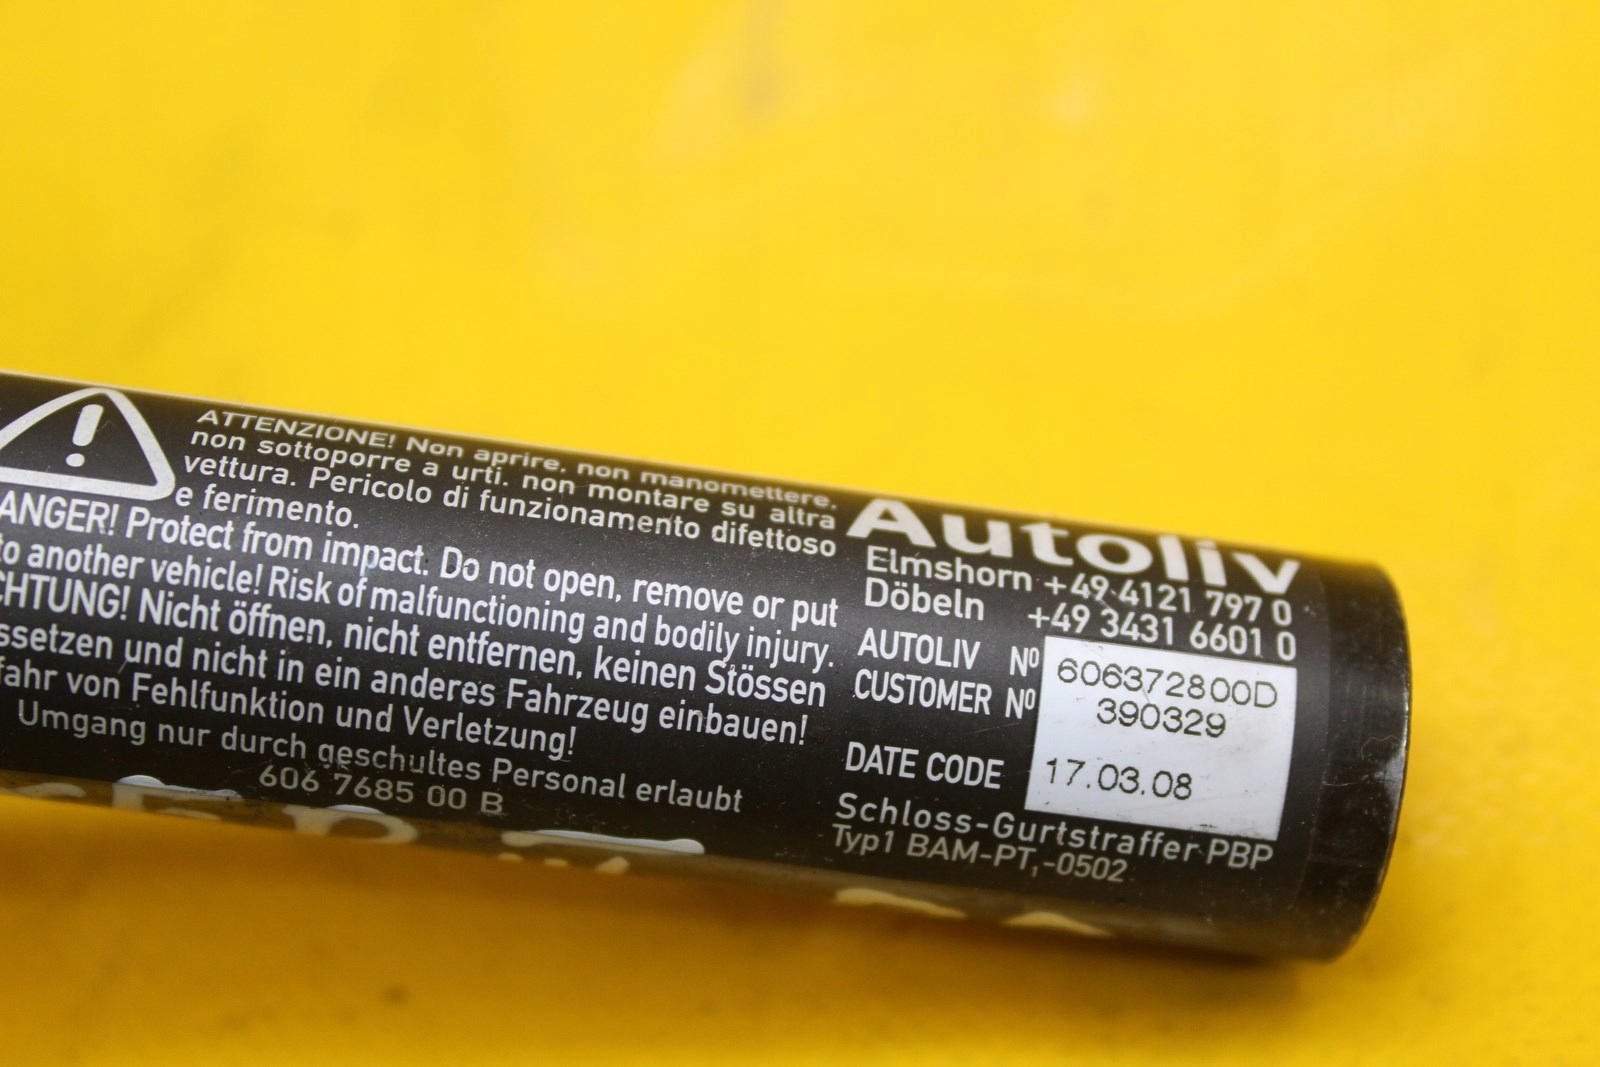 ATTENZIONE! Non aprire, non manomettere,
non sottoporre a urti, non montare su altra
vettura. Pericolo di funzionamento difettoso
e ferimento.
ANGER! Protect from impact. Do not open, remove or put
to another vehicle! Risk of malfunctioning and bodily injury.
CHTUNG! Nicht öffnen, nicht entfernen, keinen Stössen
ssetzen und nicht in ein anderes Fahrzeug einbauen!
fahr von Fehlfunktion und Verletzung!
Umgang nur durch geschultes Personal erlaubt
606 7685 00 B
Autoliv
Elmshorn +49 4121 797 0
Döbeln +49 3431 6601 0
AUTOLIV Nº 606372800D
CUSTOMER Nº 390329
DATE CODE 17.03.08
Schloss-Gurtstraffer PBP
Typ1 BAM-PT₁-0502